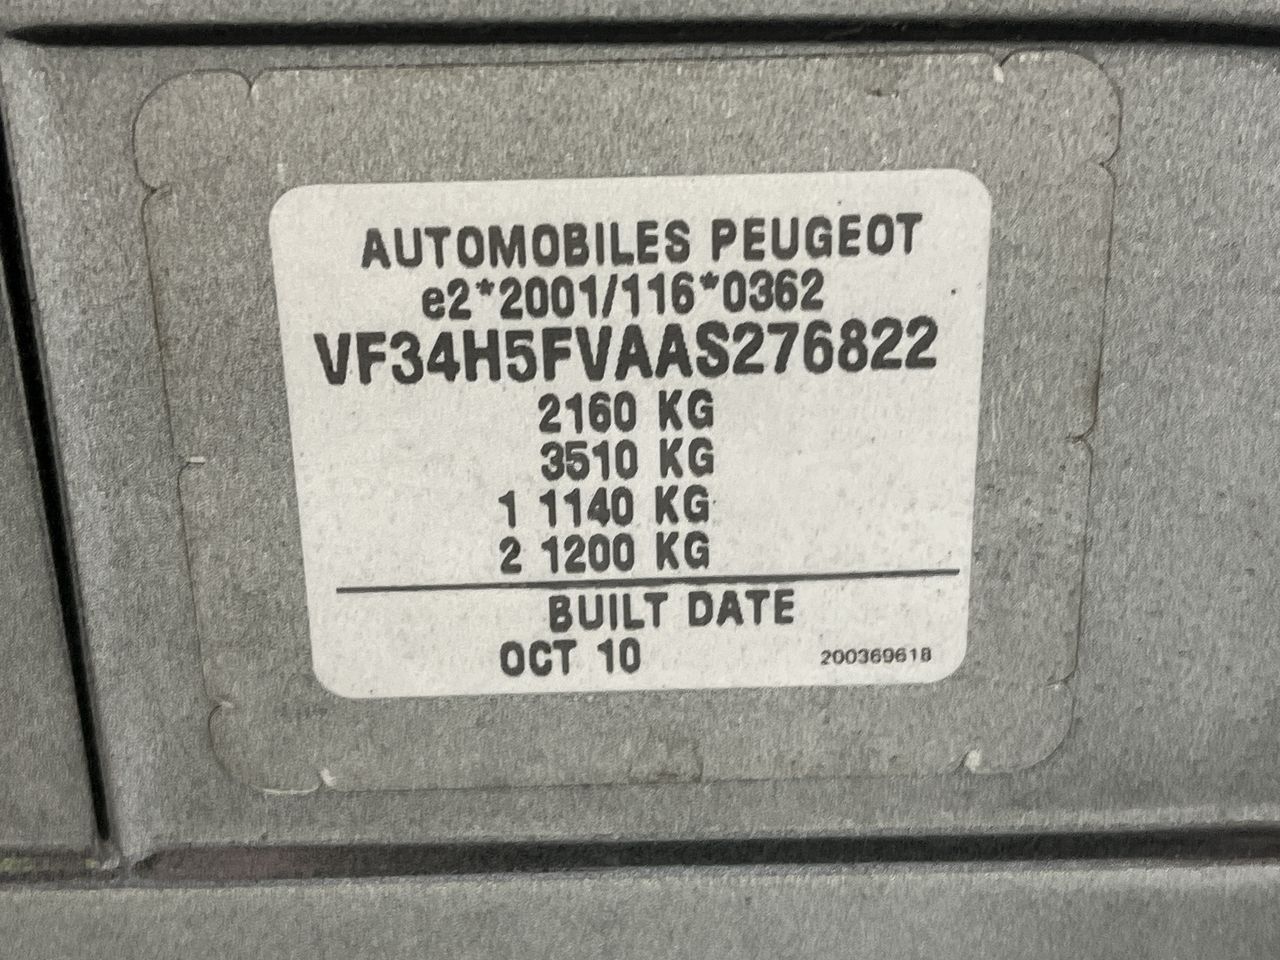 AUTOMOBILES PEUGEOT
e2*2001/116*0362
VF34H5FVAAS276822
2160 KG
3510 KG
1 1140 KG
2 1200 KG
BUILT DATE
OCT 10
200369618